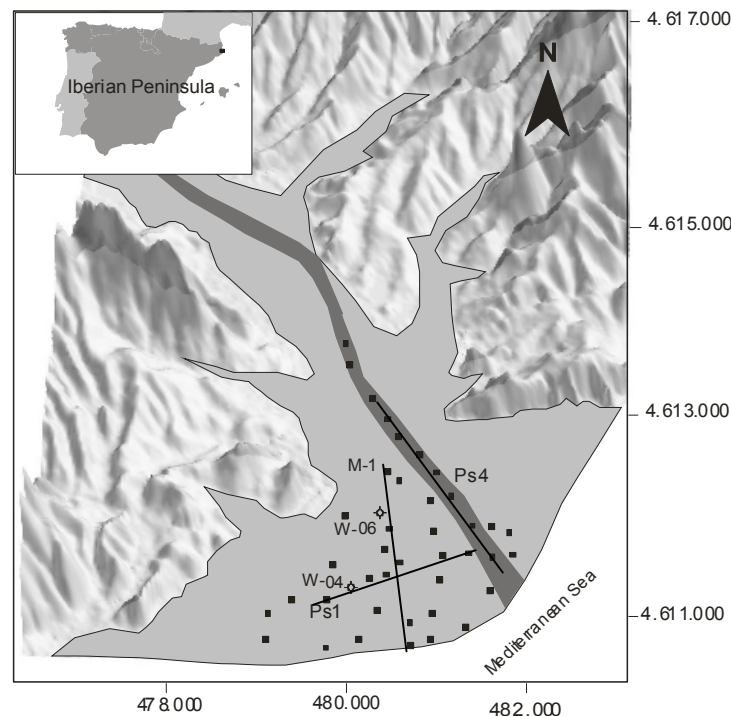 4.617.000
Iberian Peninsula
N
4.615.000
4.613.000
M-1
Ps4
W-06
W-04
Ps1
4.611.000
Mediterranean Sea
478.000
480.000
482.000